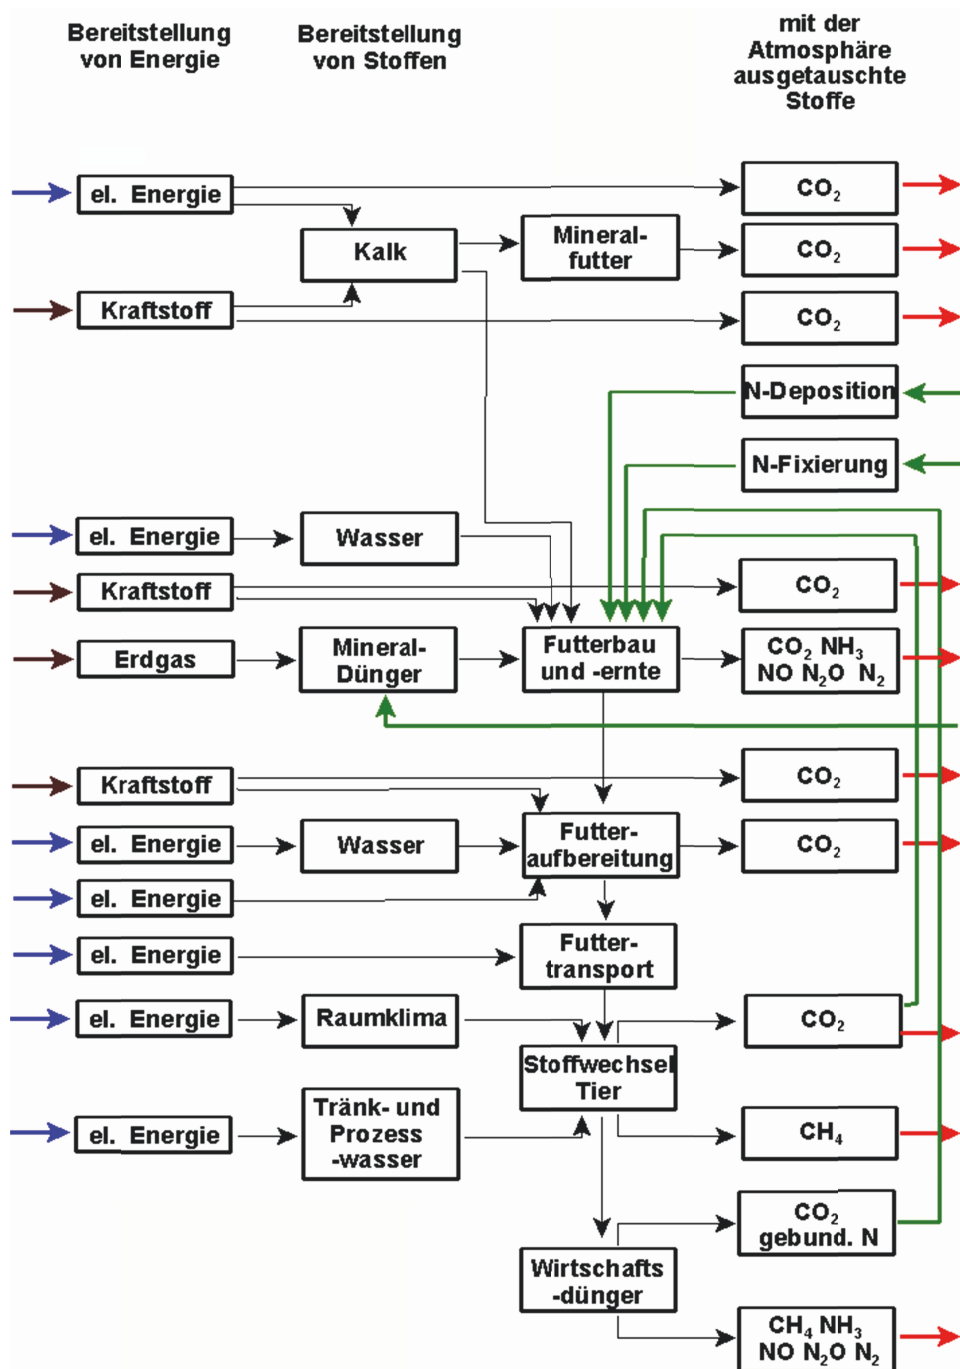 Bereitstellung
von Energie
Bereitstellung
von Stoffen
mit der
Atmosphäre
ausgetauschte
Stoffe
el. Energie
CO₂
Kalk
Mineral-
futter
CO₂
Kraftstoff
CO₂
N-Deposition
N-Fixierung
el. Energie
Wasser
Kraftstoff
CO₂
Erdgas
Mineral-
Dünger
Futterbau
und -ernte
CO₂ NH₃
NO N₂O N₂
Kraftstoff
CO₂
el. Energie
Wasser
Futter-
aufbereitung
CO₂
el. Energie
el. Energie
Futter-
transport
el. Energie
Raumklima
CO₂
Stoffwechsel
Tier
el. Energie
Tränk- und
Prozess
-wasser
CH₄
CO₂
gebund. N
Wirtschafts
-dünger
CH₄ NH₃
NO N₂O N₂